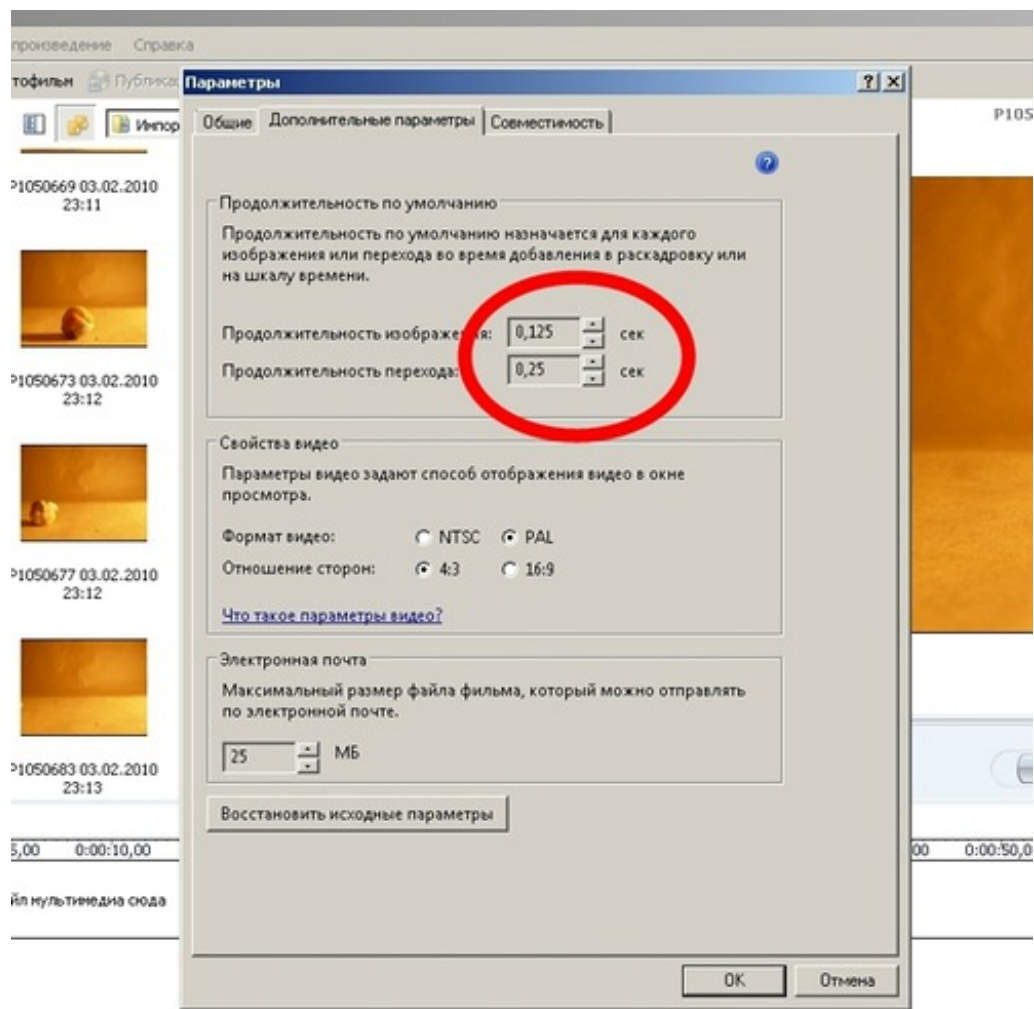 произведение Справка
тофильм Публика
Параметры
Импор
Общие Дополнительные параметры Совместимость
P105
P1050669 03.02.2010
23:11
Продолжительность по умолчанию
Продолжительность по умолчанию назначается для каждого
изображения или перехода во время добавления в раскадровку или
на шкалу времени.
Продолжительность изображения: 0,125 сек
Продолжительность перехода: 0,25 сек
P1050673 03.02.2010
23:12
Свойства видео
Параметры видео задают способ отображения видео в окне
просмотра.
Формат видео: NTSC PAL
Отношение сторон: 4:3 16:9
Что такое параметры видео?
P1050677 03.02.2010
23:12
Электронная почта
Максимальный размер файла фильма, который можно отправлять
по электронной почте.
25 МБ
P1050683 03.02.2010
23:13
Восстановить исходные параметры
5,00 0:00:10,00 00 0:00:50,0
йл мультимедиа сюда
OK Отмена